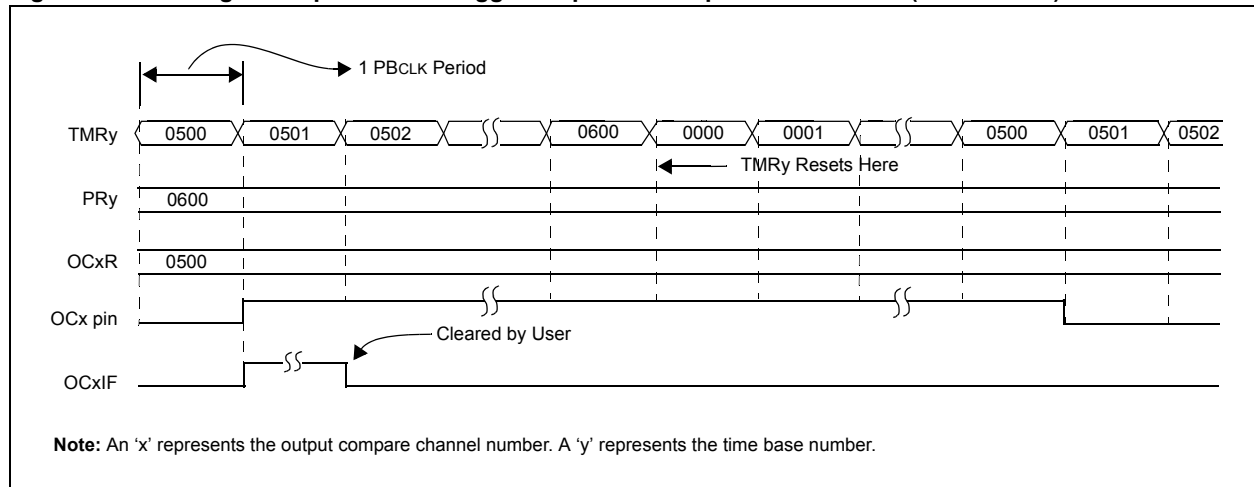 1 PBCLK Period
TMRy 0500 0501 0502 0600 0000 0001 0500 0501 0502
TMRy Resets Here
PRy 0600
OCxR 0500
OCx pin
Cleared by User
OCxIF
Note: An ‘x’ represents the output compare channel number. A ‘y’ represents the time base number.